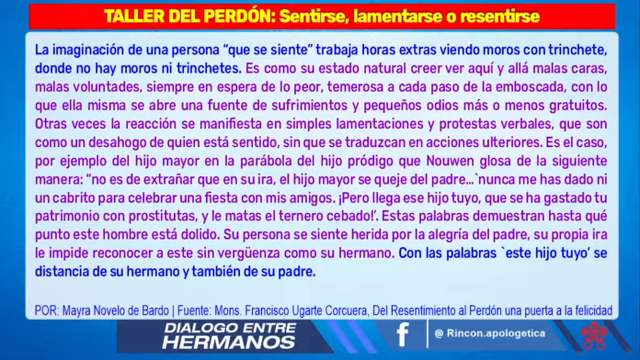 TALLER DEL PERDÓN: Sentirse, lamentarse o resentirse
La imaginación de una persona “que se siente” trabaja horas extras viendo moros con trinchete,
donde no hay moros ni trinchetes. Es como su estado natural creer ver aquí y allá malas caras,
malas voluntades, siempre en espera de lo peor, temerosa a cada paso de la emboscada, con lo
que ella misma se abre una fuente de sufrimientos y pequeños odios más o menos gratuitos.
Otras veces la reacción se manifiesta en simples lamentaciones y protestas verbales, que son
como un desahogo de quien está sentido, sin que se traduzcan en acciones ulteriores. Es el caso,
por ejemplo del hijo mayor en la parábola del hijo pródigo que Nouwen glosa de la siguiente
manera: “no es de extrañar que en su ira, el hijo mayor se queje del padre...`nunca me has dado ni
un cabrito para celebrar una fiesta con mis amigos. ¡Pero llega ese hijo tuyo, que se ha gastado tu
patrimonio con prostitutas, y le matas el ternero cebado!’. Estas palabras demuestran hasta qué
punto este hombre está dolido. Su persona se siente herida por la alegría del padre, su propia ira
le impide reconocer a este sin vergüenza como su hermano. Con las palabras `este hijo tuyo’ se
distancia de su hermano y también de su padre.
POR: Mayra Novelo de Bardo | Fuente: Mons. Francisco Ugarte Corcuera, Del Resentimiento al Perdón una puerta a la felicidad
DIALOGO ENTRE
HERMANOS
f
@ Rincon.apologetica